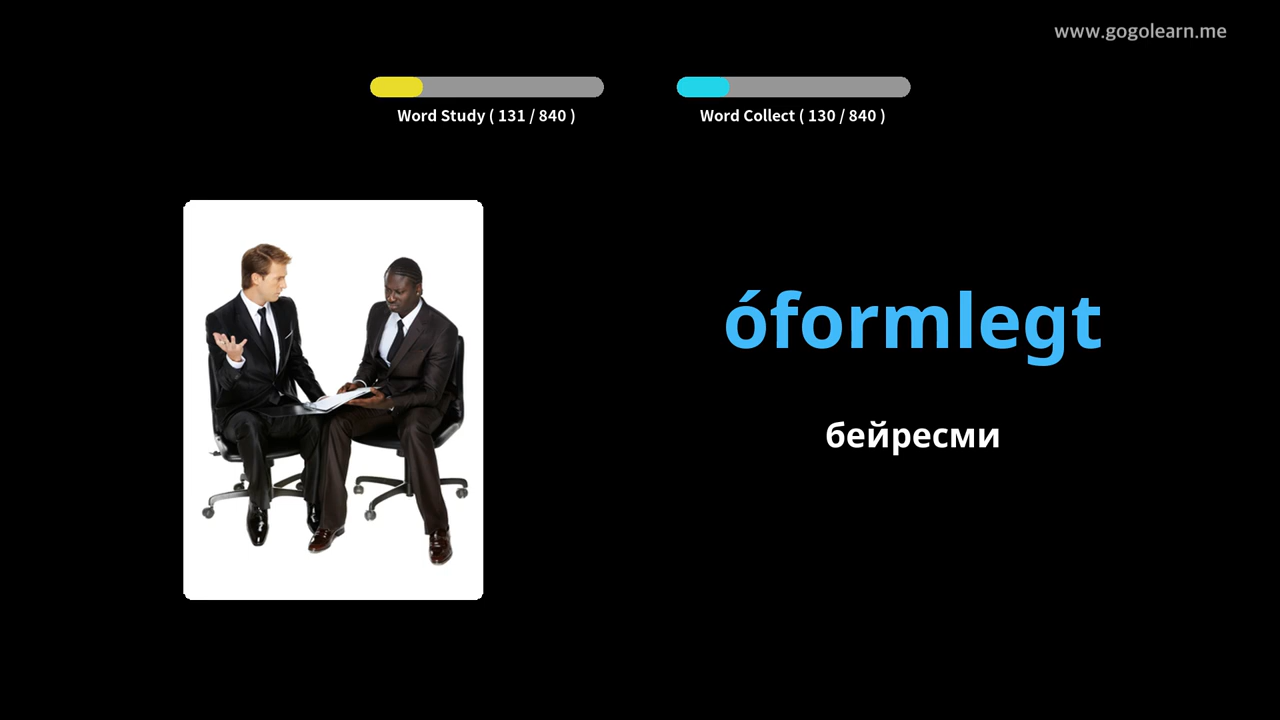 www.gogolearn.me
Word Study ( 131 / 840 )
Word Collect ( 130 / 840 )
óformlegt
бейресми